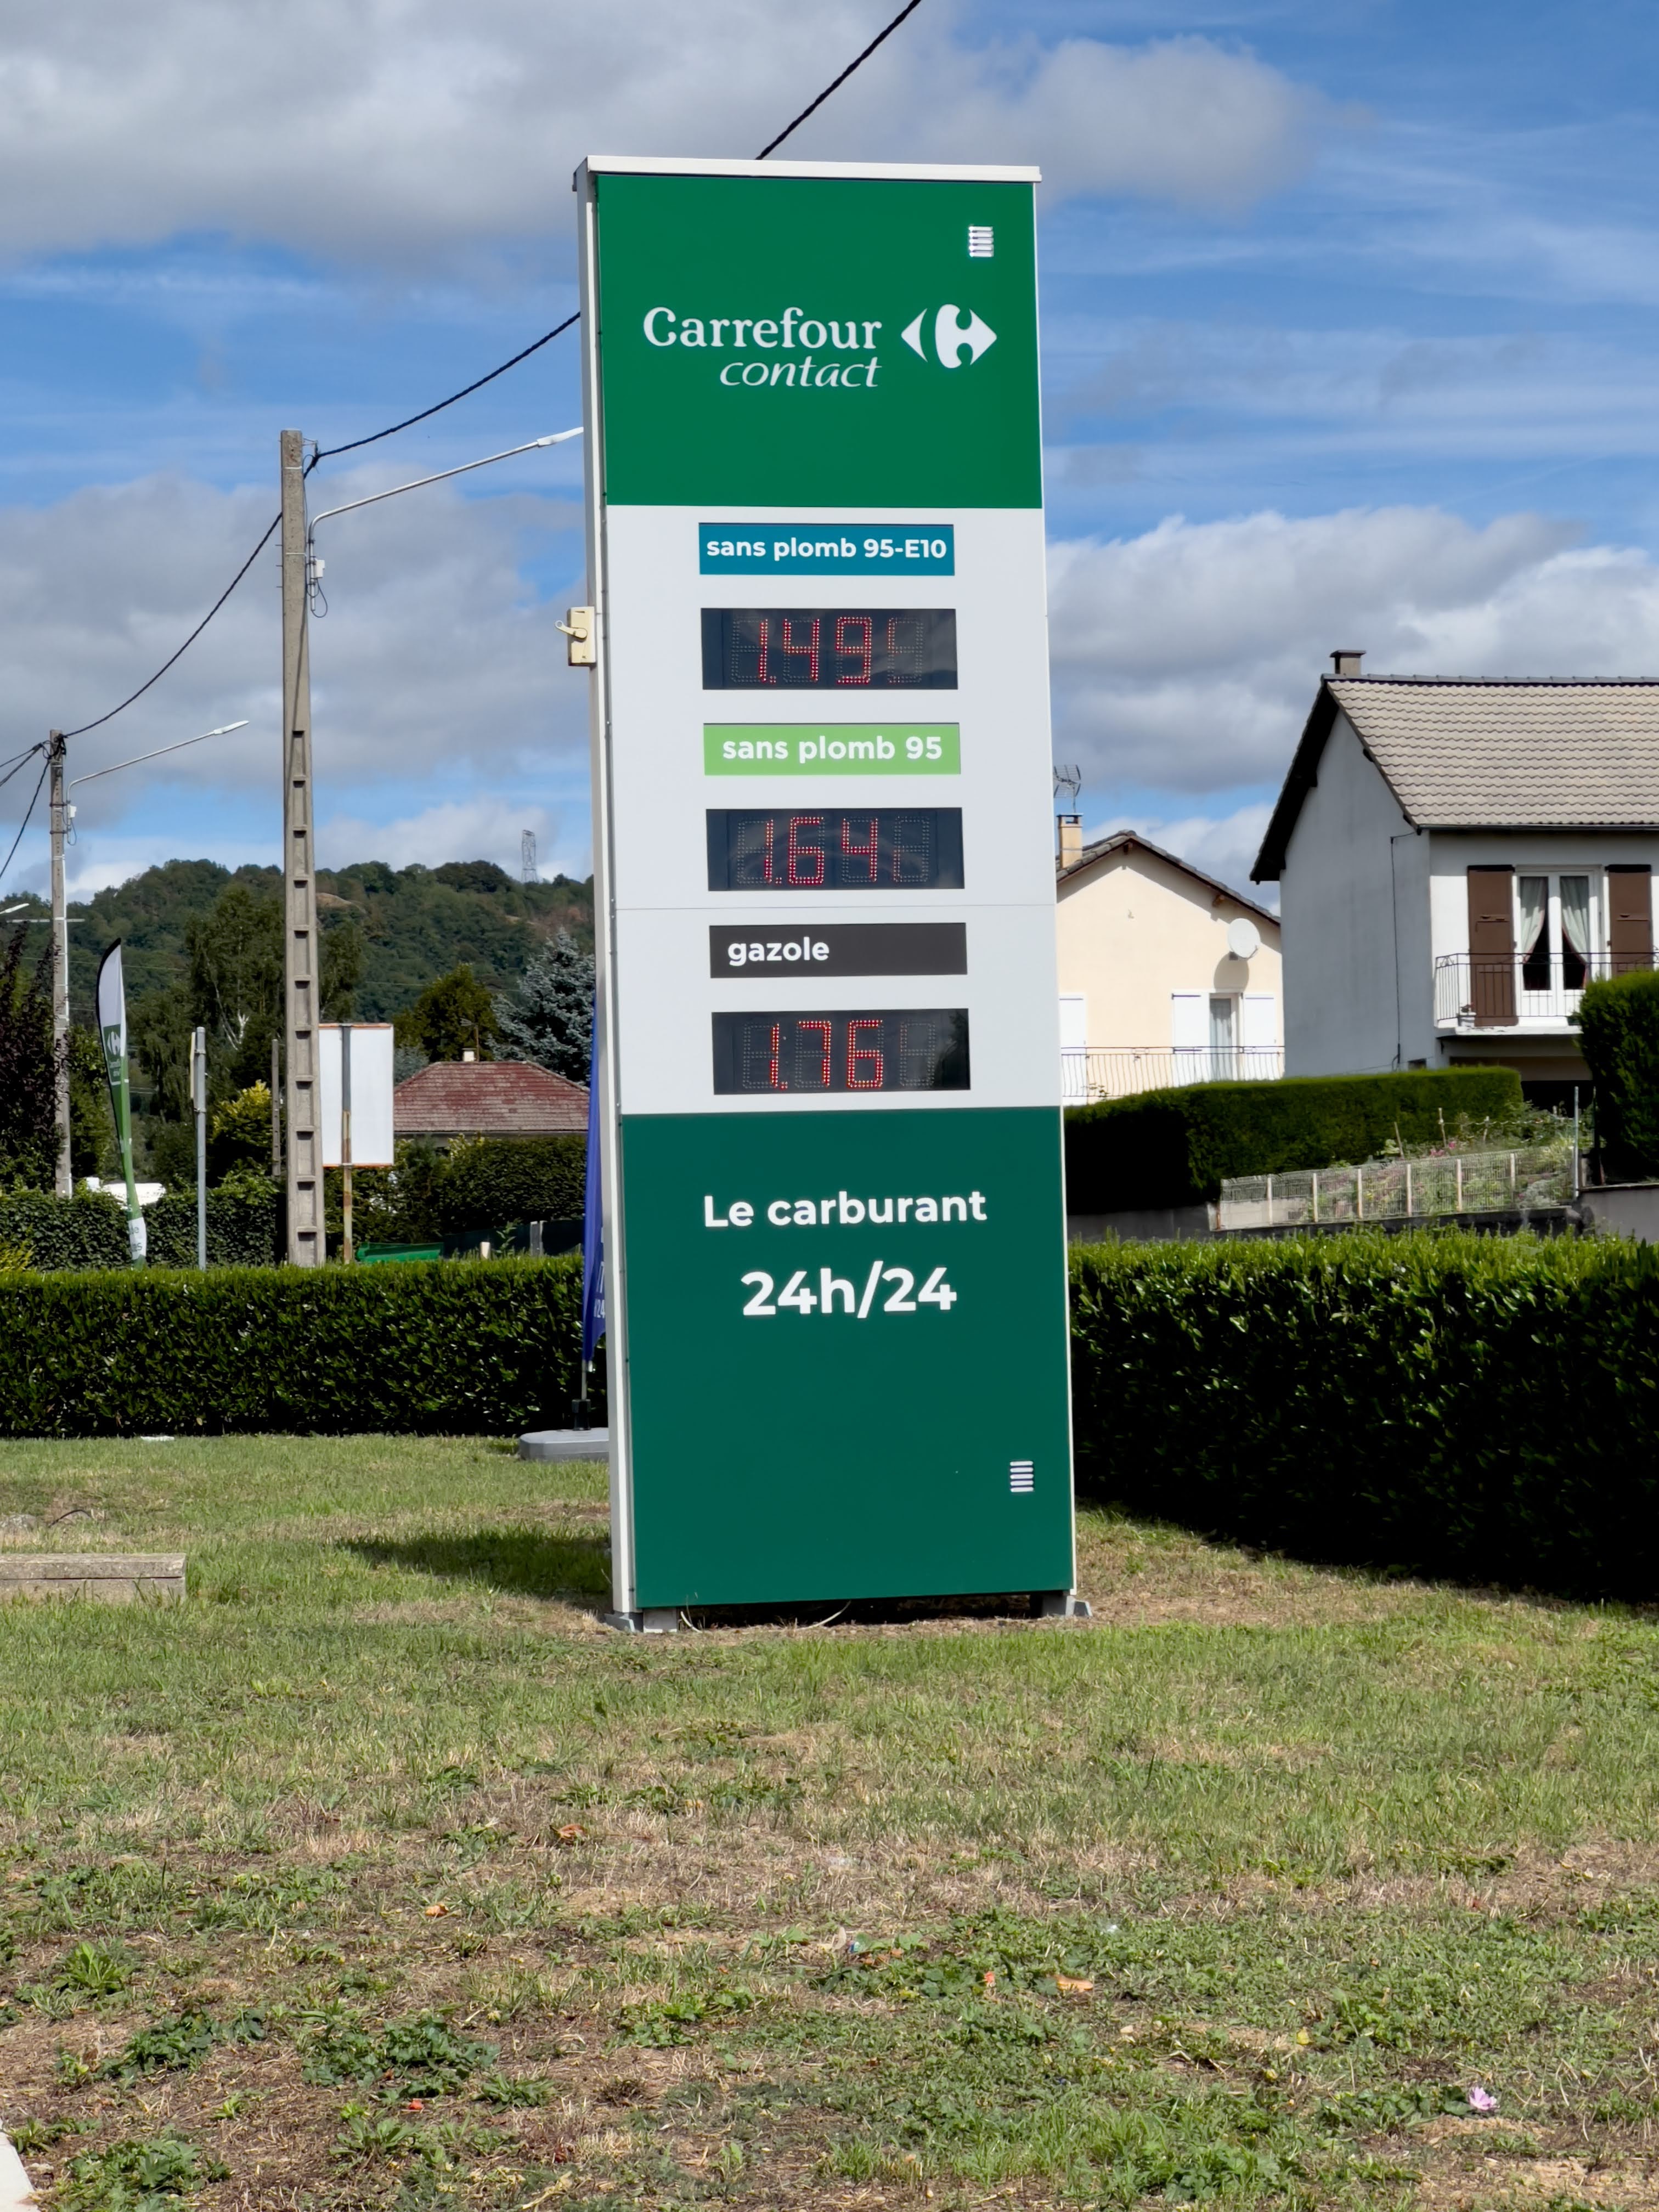 Carrefour
contact
sans plomb 95-E10
1.49
sans plomb 95
1.64
gazole
1.76
Le carburant
24h/24